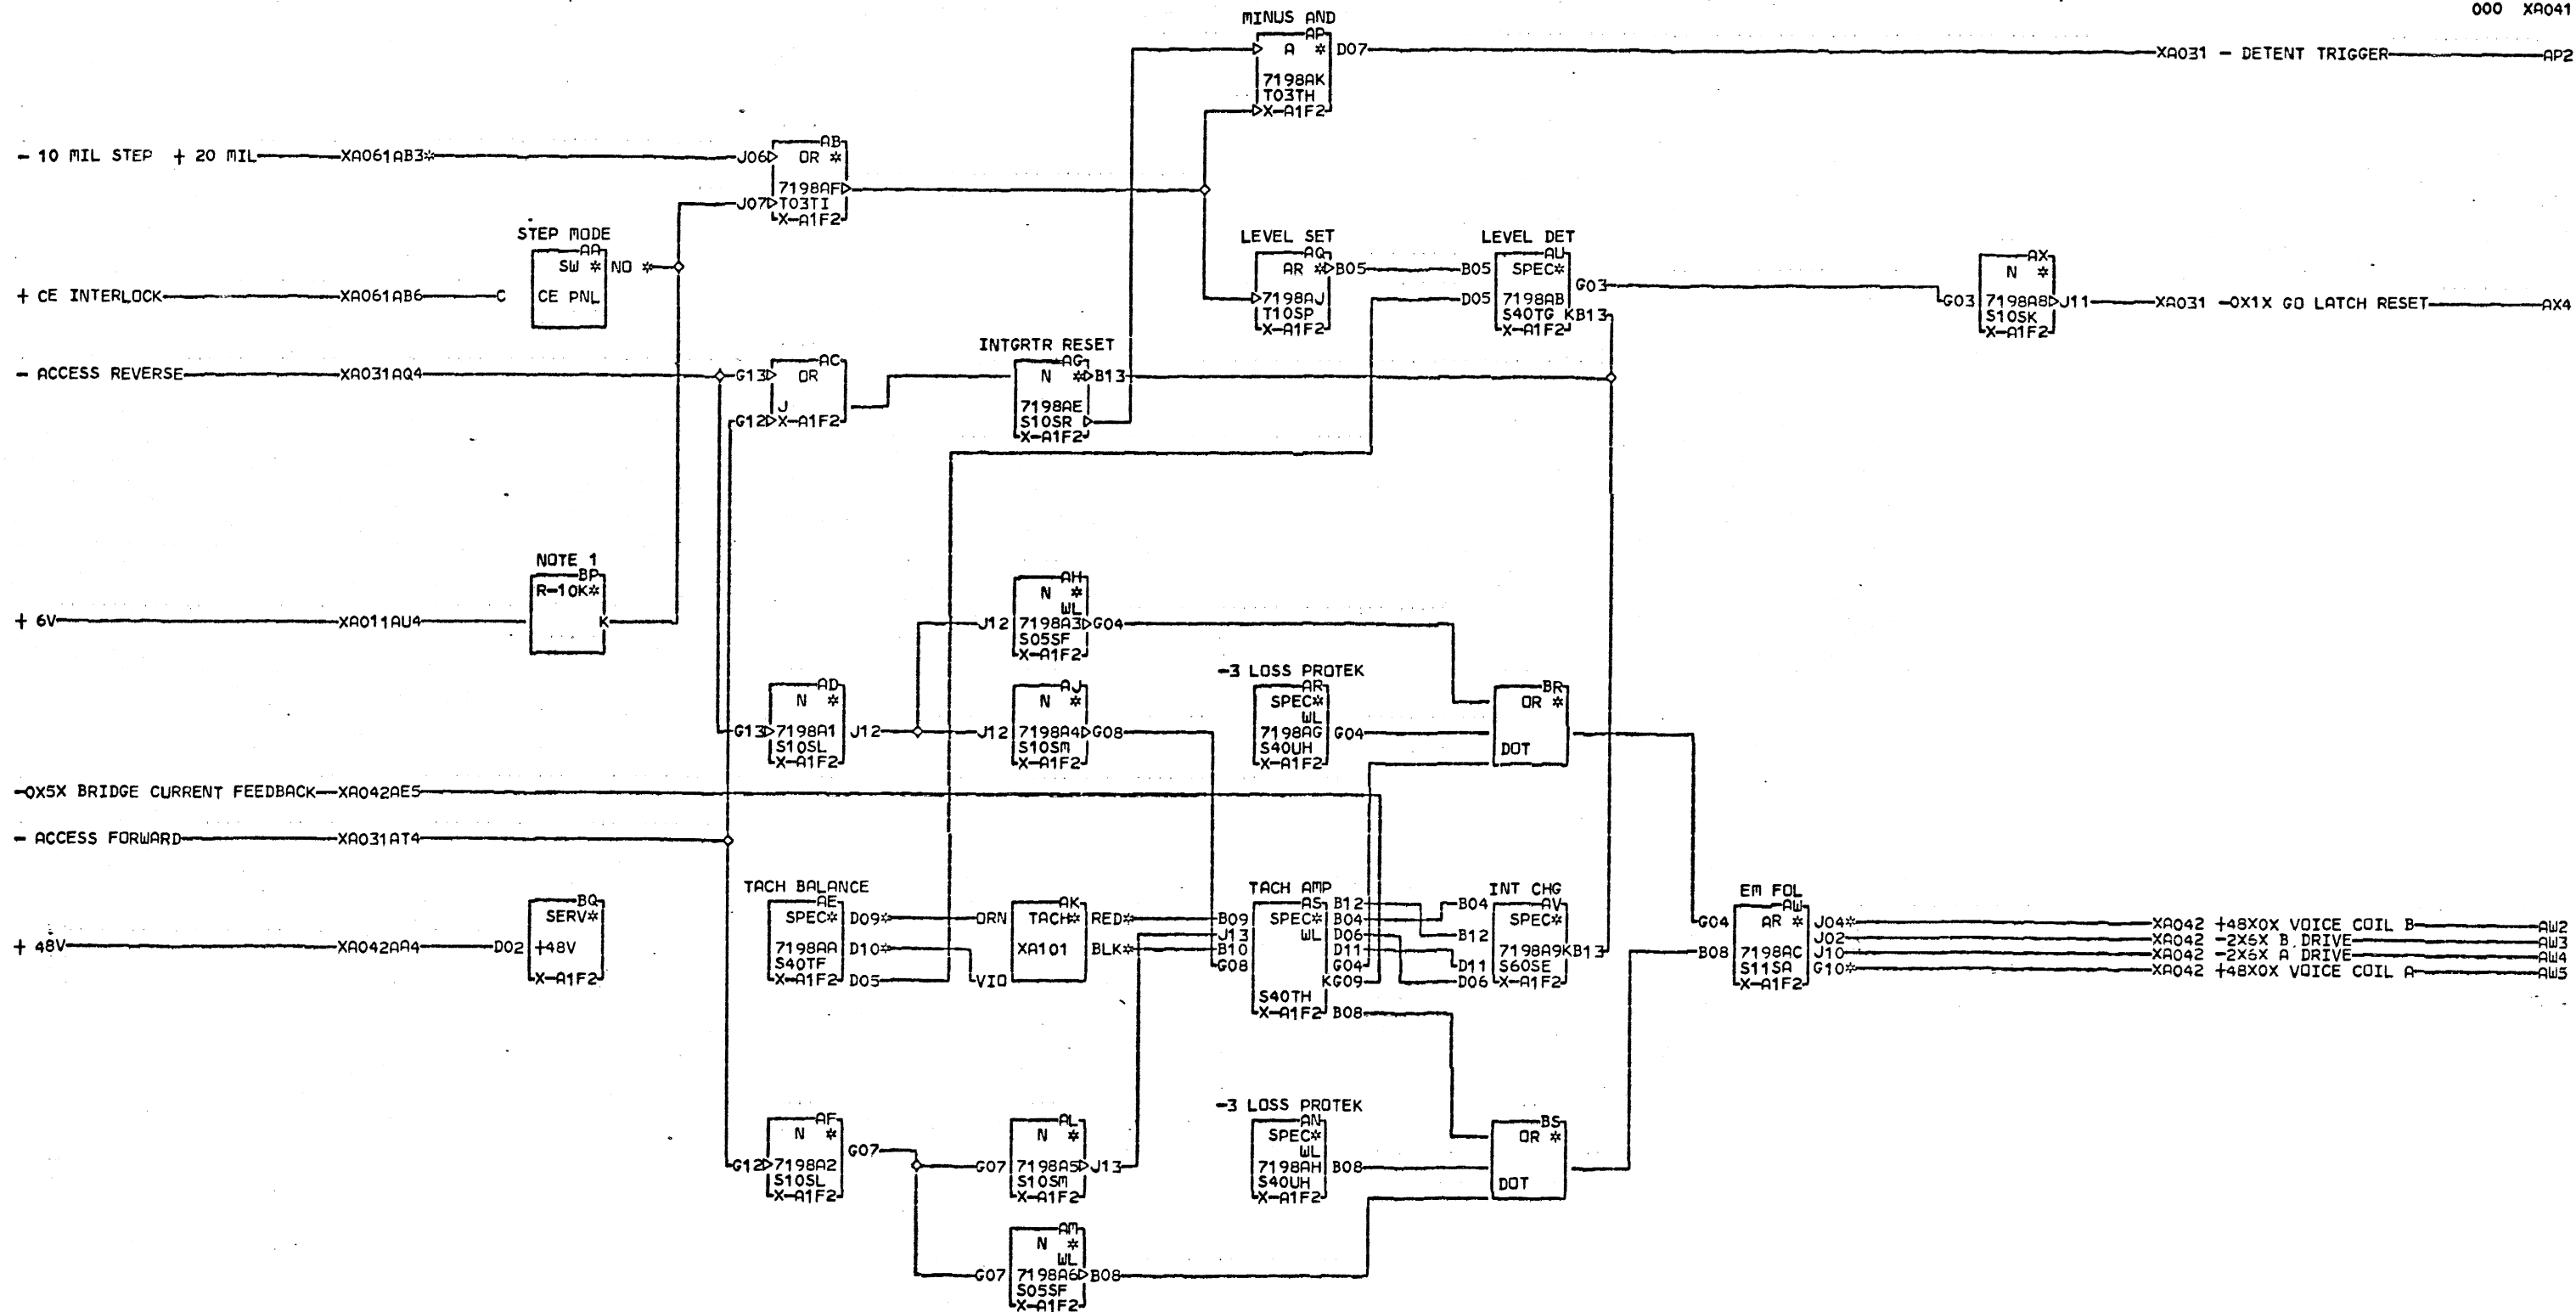 000 XA041
MINUS AND
AP
A * D07
XA031 - DETENT TRIGGER AP2
7198AK
T03TH
X-A1F2
- 10 MIL STEP + 20 MIL XA061AB3*
J06
AB
OR *
7198AF
J07 T03TI
X-A1F2
STEP MODE
AA
SW * NO *
+ CE INTERLOCK XA061AB6 C CE PNL
LEVEL SET
AQ
AR * B05
7198AJ
T10SP
X-A1F2
LEVEL DET
AU
B05 SPEC*
G03
D05 7198AB
S40TG KB13
X-A1F2
AX
N *
G03 7198A8 J11 XA031 -0X1X GO LATCH RESET AX4
S10SK
X-A1F2
- ACCESS REVERSE XA031AQ4
AC
G13 OR
J
G12 X-A1F2
INTGRTR RESET
AG
N * B13
7198AE
S10SR
X-A1F2
NOTE 1
BP
R-10K*
+ 6V XA011AU4 K
AH
N *
WL
J12 7198A3 G04
S05SF
X-A1F2
AD
N *
G13 7198A1 J12
S10SL
X-A1F2
AJ
N *
J12 7198A4 G08
S10SM
X-A1F2
-3 LOSS PROTEK
AR
SPEC*
WL
7198AG G04
S40UH
X-A1F2
BR
OR *
DOT
-0X5X BRIDGE CURRENT FEEDBACK XA042AE5
- ACCESS FORWARD XA031AT4
BQ
SERV*
+ 48V XA042AA4 D02 +48V
X-A1F2
TACH BALANCE
AE
SPEC* D09*
7198AA D10*
S40TF
X-A1F2 D05
AK
ORN TACH* RED*
XA101 BLK*
VIO
TACH AMP
AS B12
B09 SPEC* B04
J13 WL D06
B10 D11
G08 G04
KG09
S40TH
X-A1F2 B08
INT CHG
AV
B04 SPEC*
B12
7198A9KB13
D11 S60SE
D06 X-A1F2
EM FOL
AW
G04 AR * J04* XA042 +48X0X VOICE COIL B AW2
J02 XA042 -2X6X B DRIVE AW3
B08 7198AC J10 XA042 -2X6X A DRIVE AW4
S11SA G10* XA042 +48X0X VOICE COIL A AW5
X-A1F2
AF
N *
G07
G12 7198A2
S10SL
X-A1F2
AL
N *
G07 7198A5 J13
S10SM
X-A1F2
-3 LOSS PROTEK
AN
SPEC*
WL
7198AH B08
S40UH
X-A1F2
BS
OR *
DOT
AM
N *
WL
G07 7198A6 B08
S05SF
X-A1F2